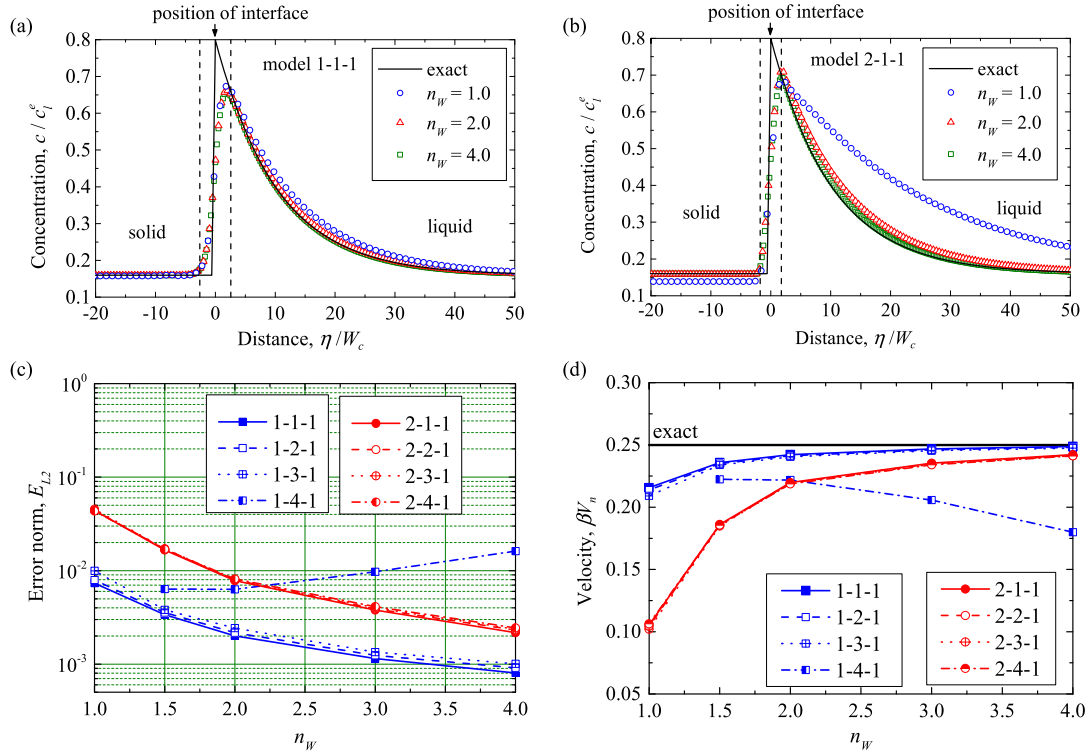 position of interface
(a)
0.8
0.7
0.6
0.5
0.4
0.3
0.2
0.1
Concentration, c / c_l^e
model 1-1-1
exact
n_W = 1.0
n_W = 2.0
n_W = 4.0
solid
liquid
-20 -10 0 10 20 30 40 50
Distance, η /W_c
position of interface
(b)
0.8
0.7
0.6
0.5
0.4
0.3
0.2
0.1
Concentration, c / c_l^e
model 2-1-1
exact
n_W = 1.0
n_W = 2.0
n_W = 4.0
solid
liquid
-20 -10 0 10 20 30 40 50
Distance, η /W_c
(c)
10^0
10^-1
10^-2
10^-3
Error norm, E_L2
1-1-1
1-2-1
1-3-1
1-4-1
2-1-1
2-2-1
2-3-1
2-4-1
1.0 1.5 2.0 2.5 3.0 3.5 4.0
n_W
(d)
0.30
0.25
0.20
0.15
0.10
0.05
Velocity, βV_n
exact
1-1-1
1-2-1
1-3-1
1-4-1
2-1-1
2-2-1
2-3-1
2-4-1
1.0 1.5 2.0 2.5 3.0 3.5 4.0
n_W